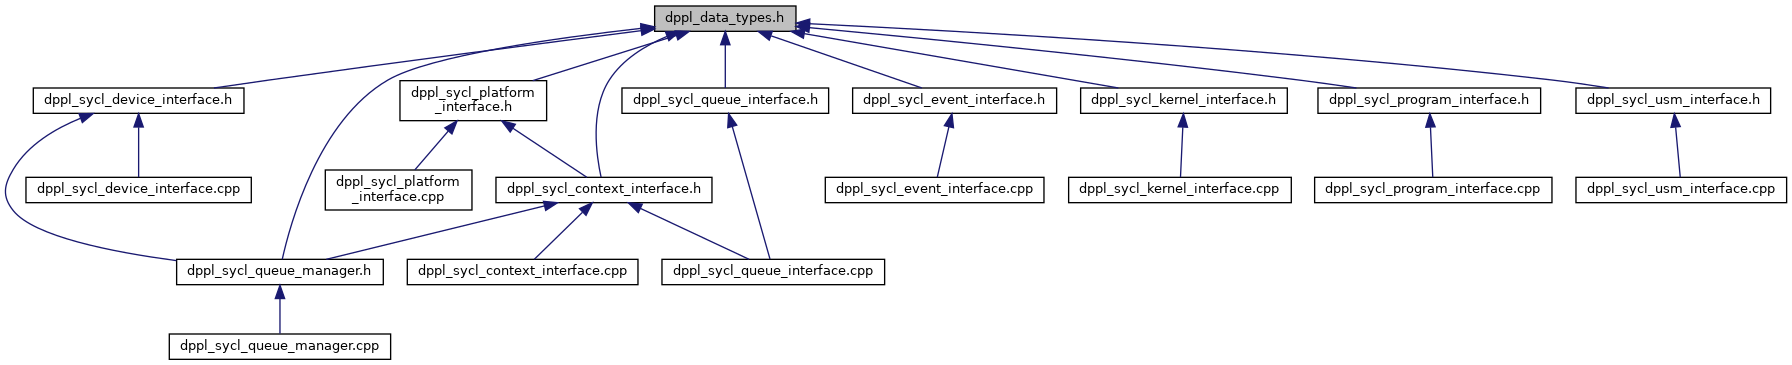 dppl_data_types.h
dppl_sycl_device_interface.h
dppl_sycl_platform
_interface.h
dppl_sycl_queue_interface.h
dppl_sycl_event_interface.h
dppl_sycl_kernel_interface.h
dppl_sycl_program_interface.h
dppl_sycl_usm_interface.h
dppl_sycl_device_interface.cpp
dppl_sycl_platform
_interface.cpp
dppl_sycl_context_interface.h
dppl_sycl_event_interface.cpp
dppl_sycl_kernel_interface.cpp
dppl_sycl_program_interface.cpp
dppl_sycl_usm_interface.cpp
dppl_sycl_queue_manager.h
dppl_sycl_context_interface.cpp
dppl_sycl_queue_interface.cpp
dppl_sycl_queue_manager.cpp